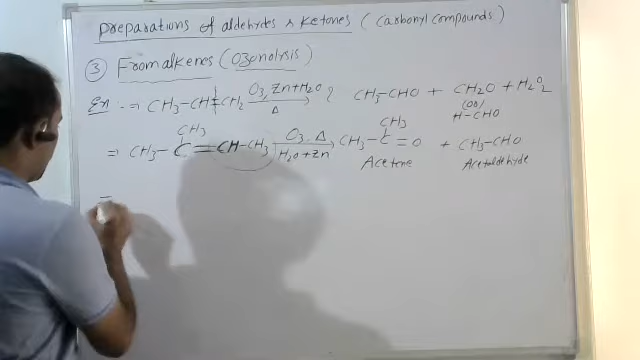 preparations of aldehydes & ketones (Carbonyl compounds)
③ From alkenes (Ozonolysis)
Ex. → CH3-CH=CH2 O3, Zn+H2O Δ CH3-CHO + CH2O + H2O2
(or)
H-CHO
CH3 CH3
⇒ CH3-C=CH-CH3 O3, Δ H2O+Zn CH3-C=O + CH3-CHO
Acetone Acetaldehyde